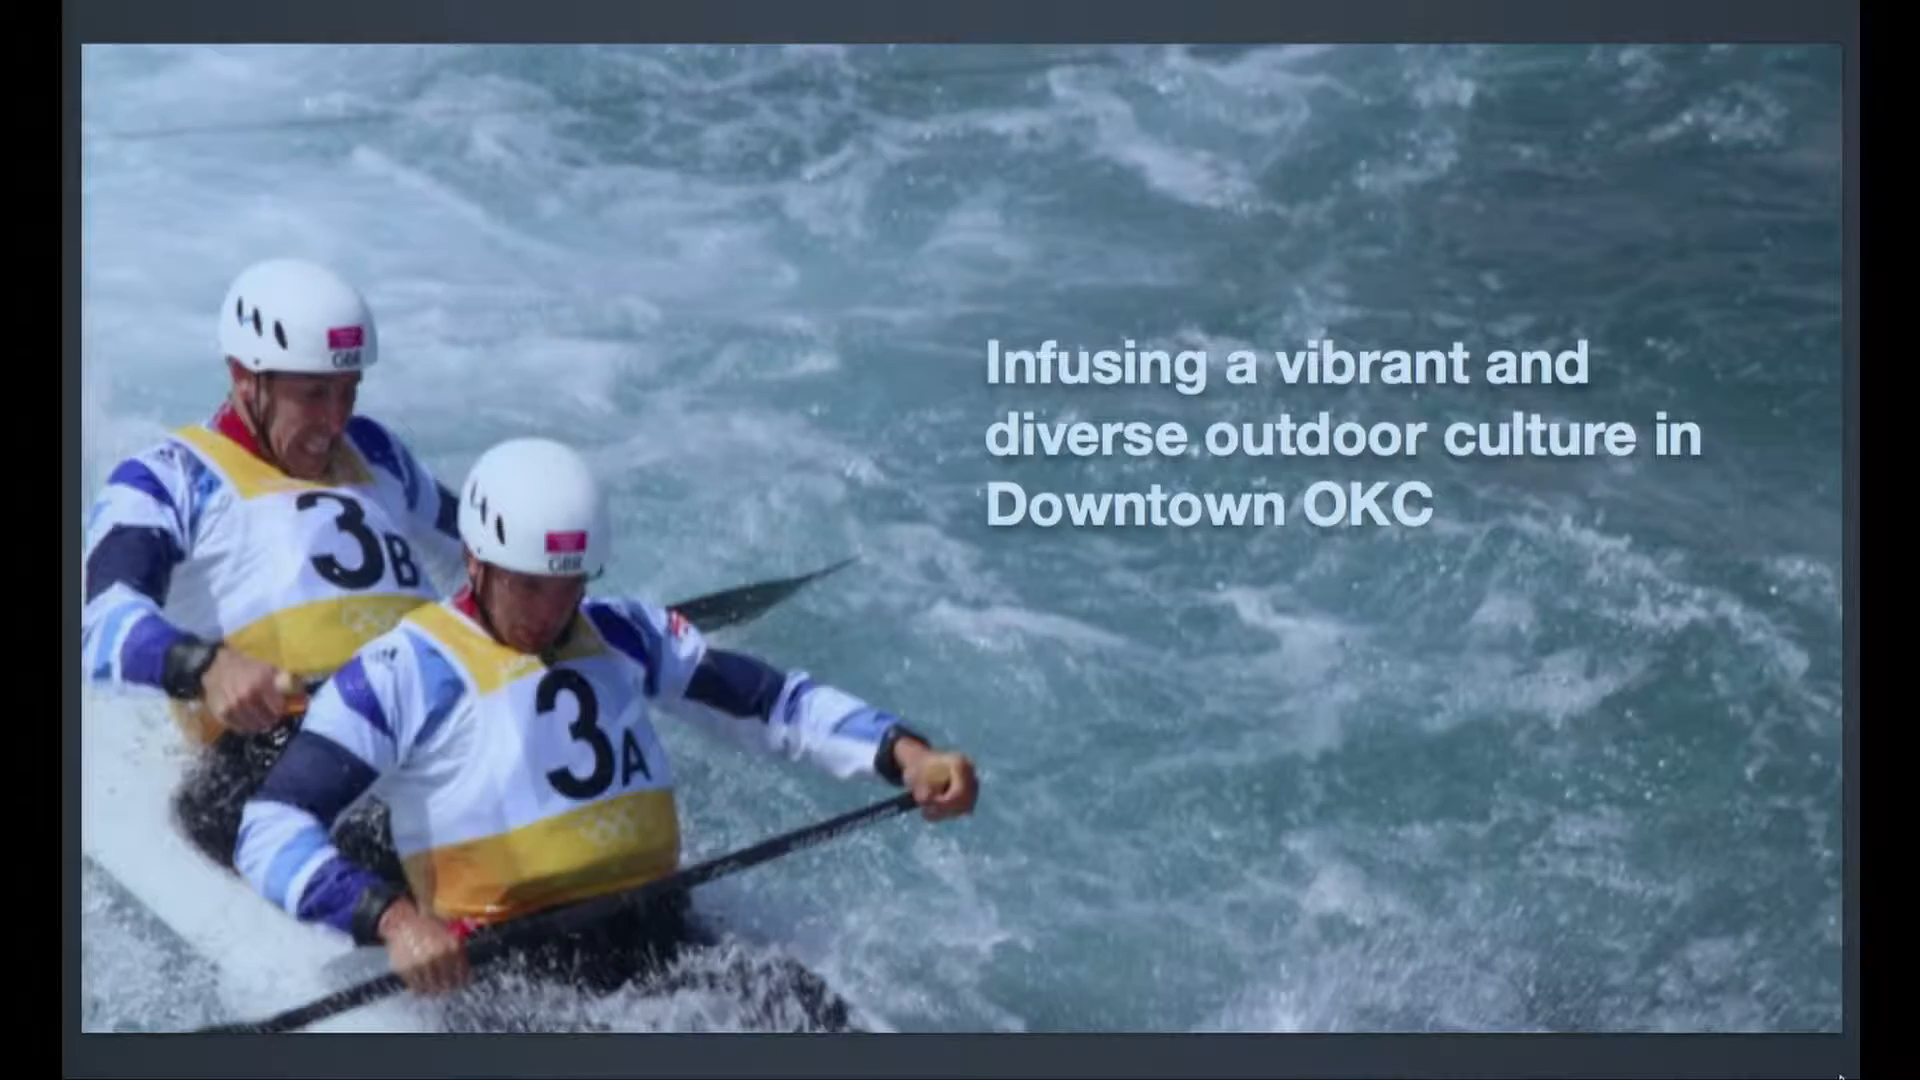 Infusing a vibrant and
diverse outdoor culture in
Downtown OKC
GBR
3B
GBR
3A